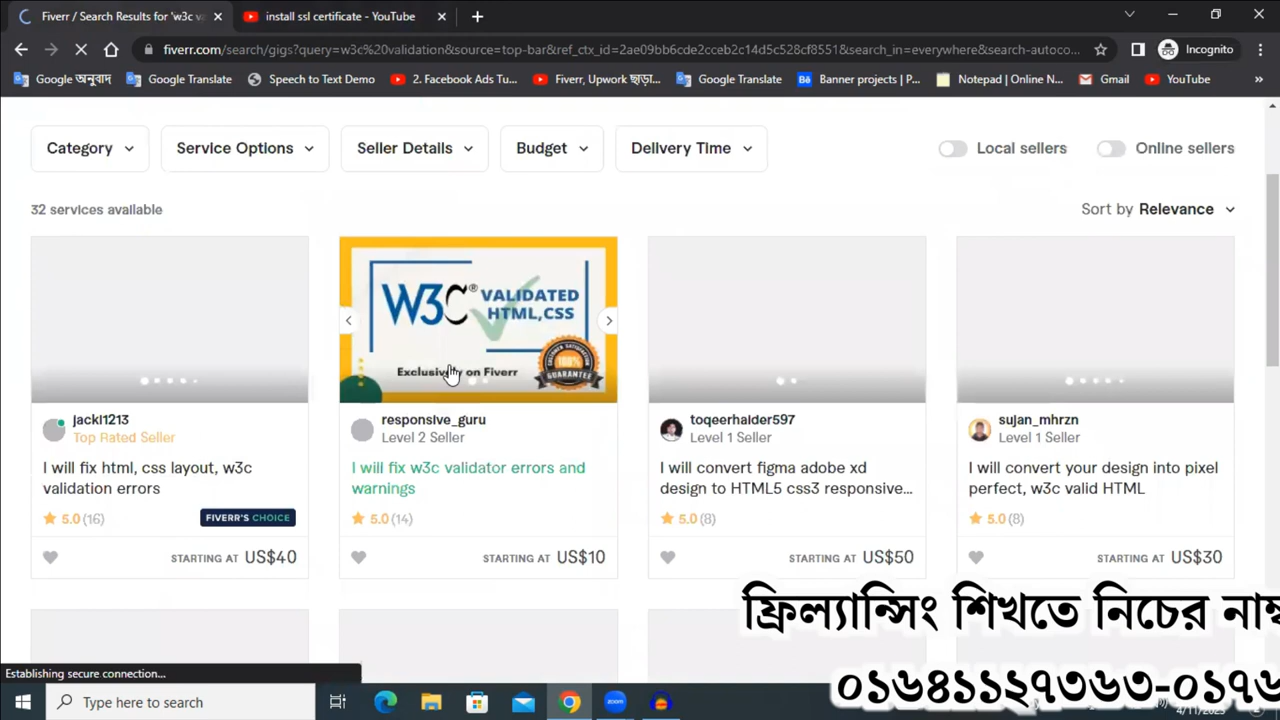 Fiverr / Search Results for 'w3c va
install ssl certificate - YouTube
fiverr.com/search/gigs?query=w3c%20validation&source=top-bar&ref_ctx_id=2ae09bb6cde2cceb2c14d5c528cf8551&search_in=everywhere&search-autoco...
Incognito
Google অনুবাদ
Google Translate
Speech to Text Demo
2. Facebook Ads Tu...
Fiverr, Upwork ছাড়া...
Google Translate
Banner projects | P...
Notepad | Online N...
Gmail
YouTube
Category
Service Options
Seller Details
Budget
Delivery Time
Local sellers
Online sellers
32 services available
Sort by Relevance
W3C® VALIDATED
HTML,CSS
Exclusively on Fiverr
100%
GUARANTEE
jacki1213
Top Rated Seller
I will fix html, css layout, w3c
validation errors
5.0 (16)
FIVERR'S CHOICE
STARTING AT US$40
responsive_guru
Level 2 Seller
I will fix w3c validator errors and
warnings
5.0 (14)
STARTING AT US$10
toqeerhaider597
Level 1 Seller
I will convert figma adobe xd
design to HTML5 css3 responsive...
5.0 (8)
STARTING AT US$50
sujan_mhrzn
Level 1 Seller
I will convert your design into pixel
perfect, w3c valid HTML
5.0 (8)
STARTING AT US$30
ফ্রিল্যান্সিং শিখতে নিচের নাম্ব
০১৬৪১১২৭৩৬৩-০১৭৬
Establishing secure connection...
Type here to search
4/11/2023